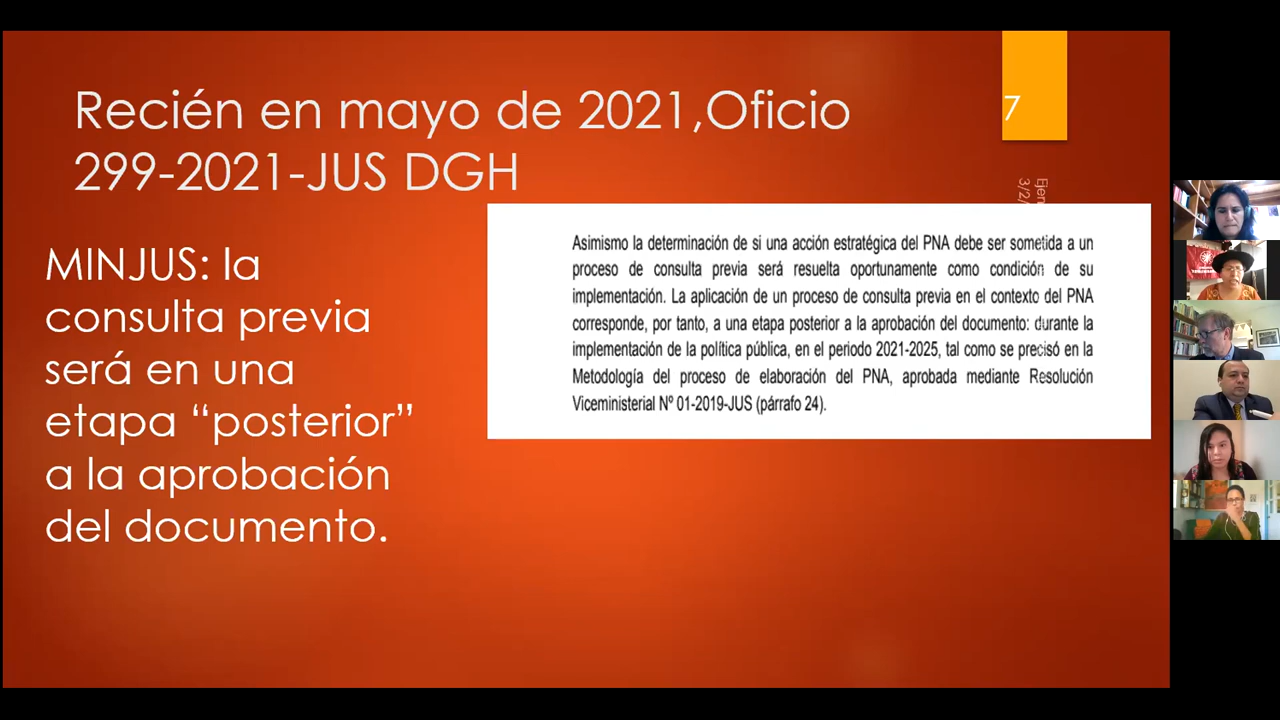 Recién en mayo de 2021,Oficio
299-2021-JUS DGH
7
MINJUS: la
consulta previa
será en una
etapa “posterior”
a la aprobación
del documento.
Asimismo la determinación de si una acción estratégica del PNA debe ser sometida a un
proceso de consulta previa será resuelta oportunamente como condición de su
implementación. La aplicación de un proceso de consulta previa en el contexto del PNA
corresponde, por tanto, a una etapa posterior a la aprobación del documento: durante la
implementación de la política pública, en el periodo 2021-2025, tal como se precisó en la
Metodología del proceso de elaboración del PNA, aprobada mediante Resolución
Viceministerial Nº 01-2019-JUS (párrafo 24).